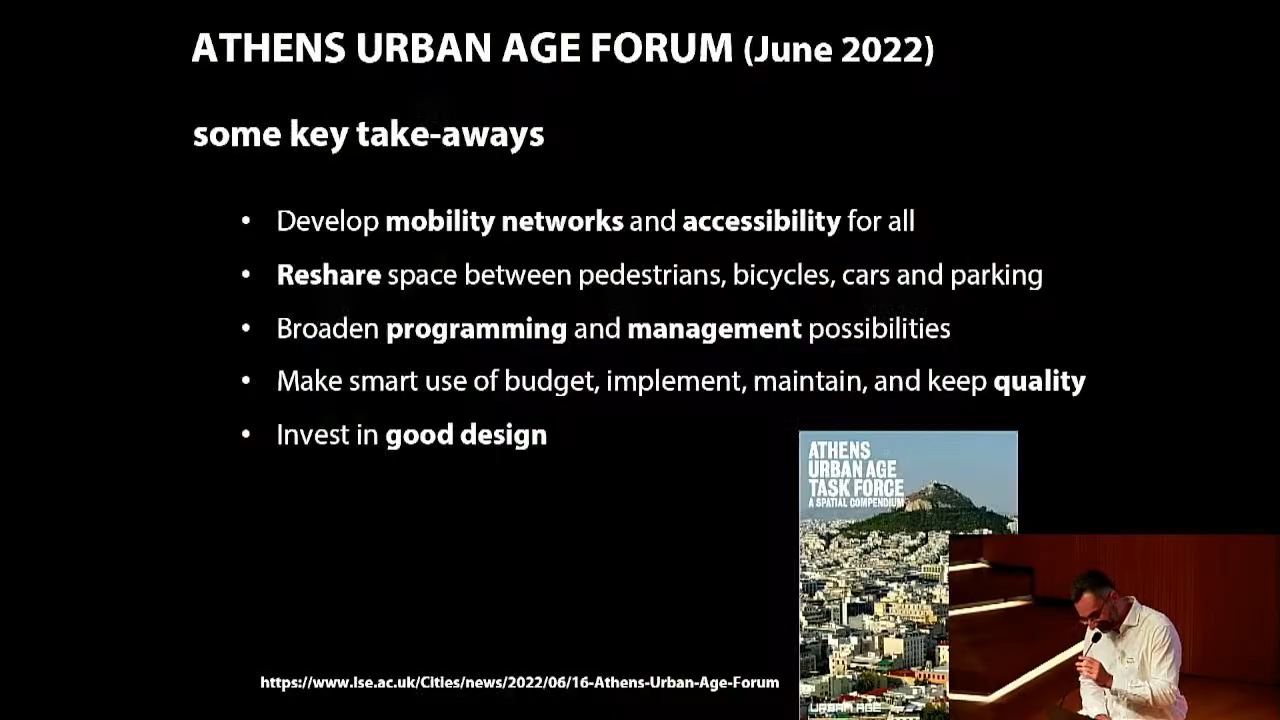 ATHENS URBAN AGE FORUM (June 2022)
some key take-aways
• Develop mobility networks and accessibility for all
• Reshare space between pedestrians, bicycles, cars and parking
• Broaden programming and management possibilities
• Make smart use of budget, implement, maintain, and keep quality
• Invest in good design
ATHENS
URBAN AGE
TASK FORCE
A SPATIAL COMPENDIUM
https://www.lse.ac.uk/Cities/news/2022/06/16-Athens-Urban-Age-Forum
URBAN AGE